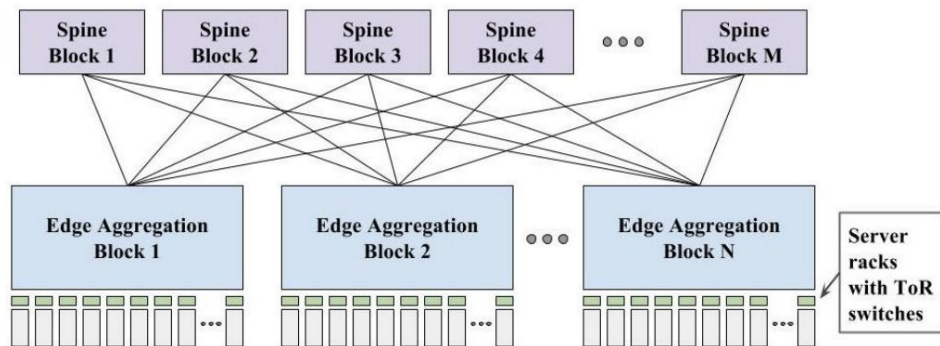 Spine
Block 1
Spine
Block 2
Spine
Block 3
Spine
Block 4
Spine
Block M
Edge Aggregation
Block 1
Edge Aggregation
Block 2
Edge Aggregation
Block N
Server
racks
with ToR
switches